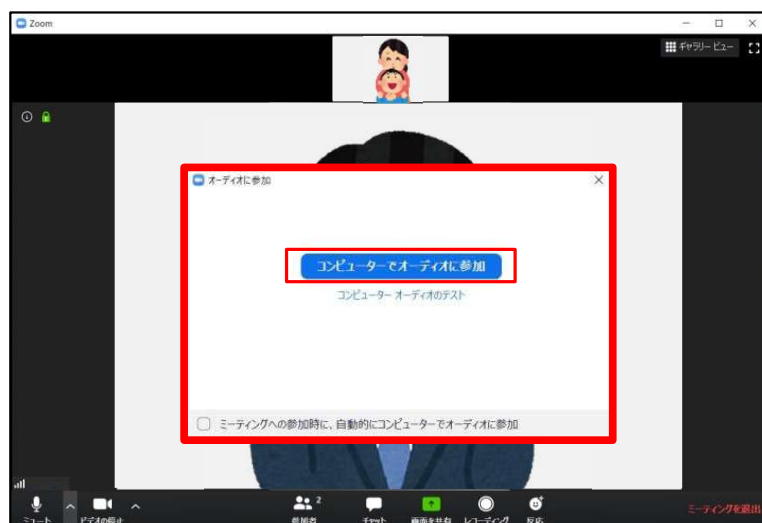 Zoom
ギャラリー ビュー
オーディオに参加
コンピューターでオーディオに参加
コンピューター オーディオのテスト
ミーティングへの参加時に、自動的にコンピューターでオーディオに参加
2
ミュート
ビデオの停止
参加者
チャット
画面を共有
レコーディング
反応
ミーティングを退出